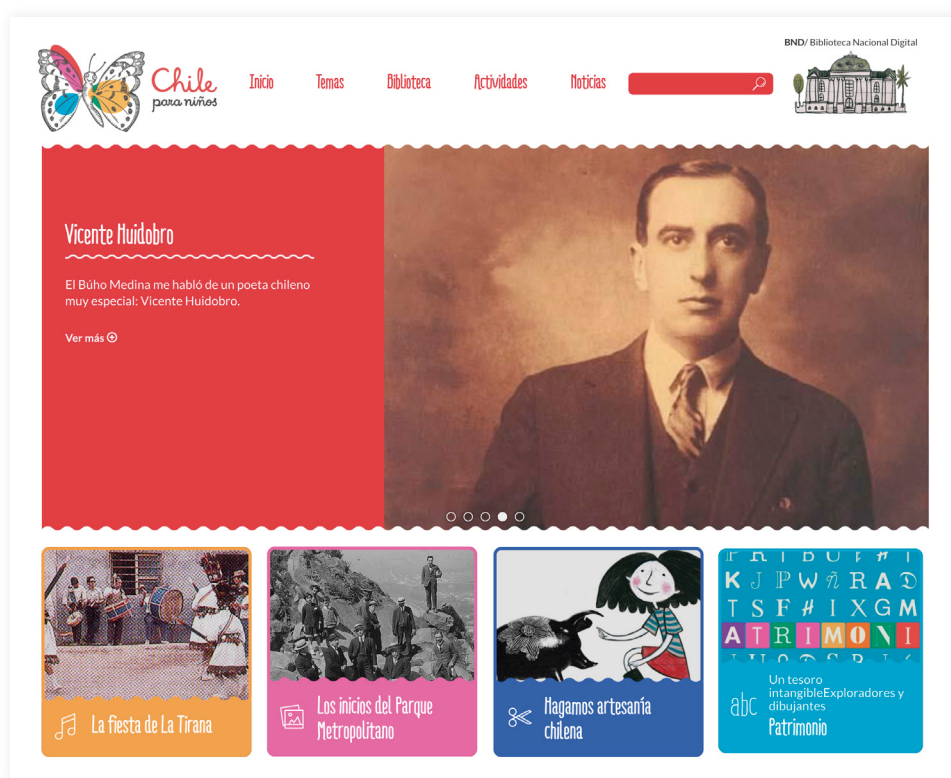 BND/ Biblioteca Nacional Digital
Chile
para niños
Inicio
Temas
Biblioteca
Actividades
Noticias
Vicente Huidobro
El Búho Medina me habló de un poeta chileno
muy especial: Vicente Huidobro.
Ver más
K J P W ñ R A D
T S F H I X G M
A T R I M O N I
La fiesta de La Tirana
Los inicios del Parque
Metropolitano
Hagamos artesanía
chilena
abc
Un tesoro
intangibleExploradores y
dibujantes
Patrimonio